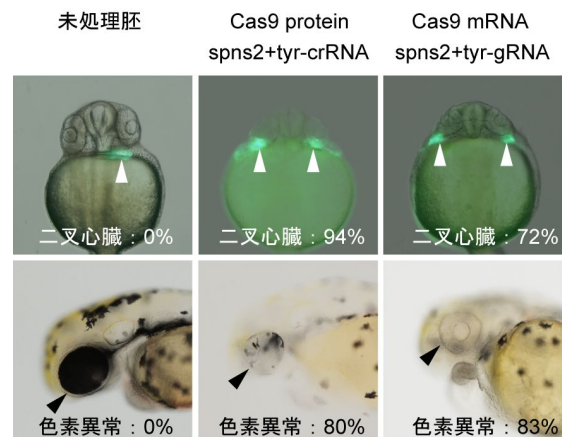 未処理胚
Cas9 protein
spns2+tyr-crRNA
Cas9 mRNA
spns2+tyr-gRNA
二叉心臓：0%
二叉心臓：94%
二叉心臓：72%
色素異常：0%
色素異常：80%
色素異常：83%